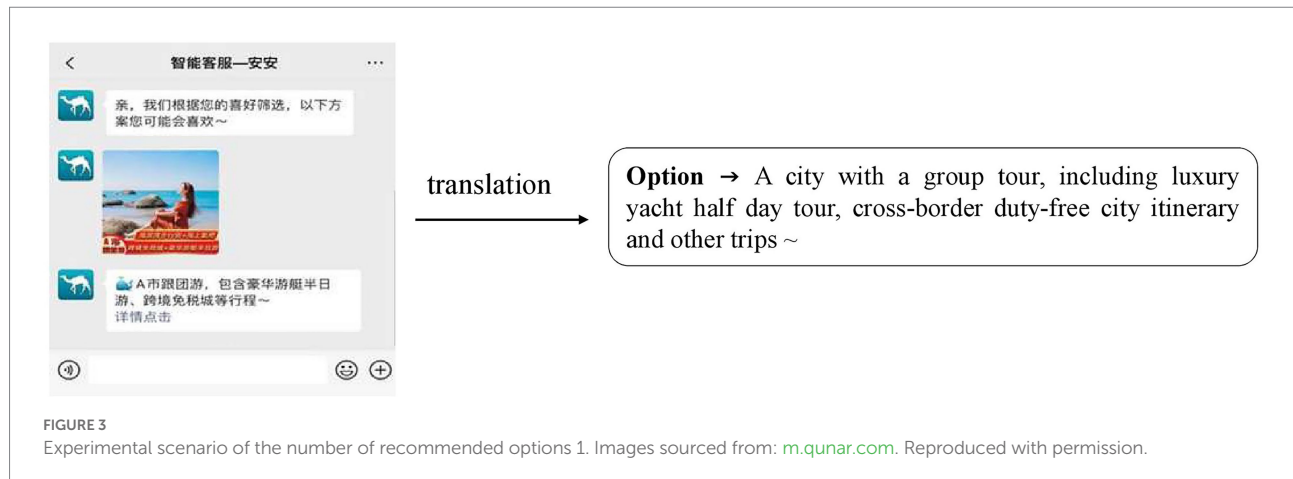 智能客服—安安
亲，我们根据您的喜好筛选，以下方
案您可能会喜欢～
A市跟团游，包含豪华游艇半日
游、跨境免税城等行程～
详情点击
translation
Option → A city with a group tour, including luxury
yacht half day tour, cross-border duty-free city itinerary
and other trips ~
FIGURE 3
Experimental scenario of the number of recommended options 1. Images sourced from: m.qunar.com. Reproduced with permission.